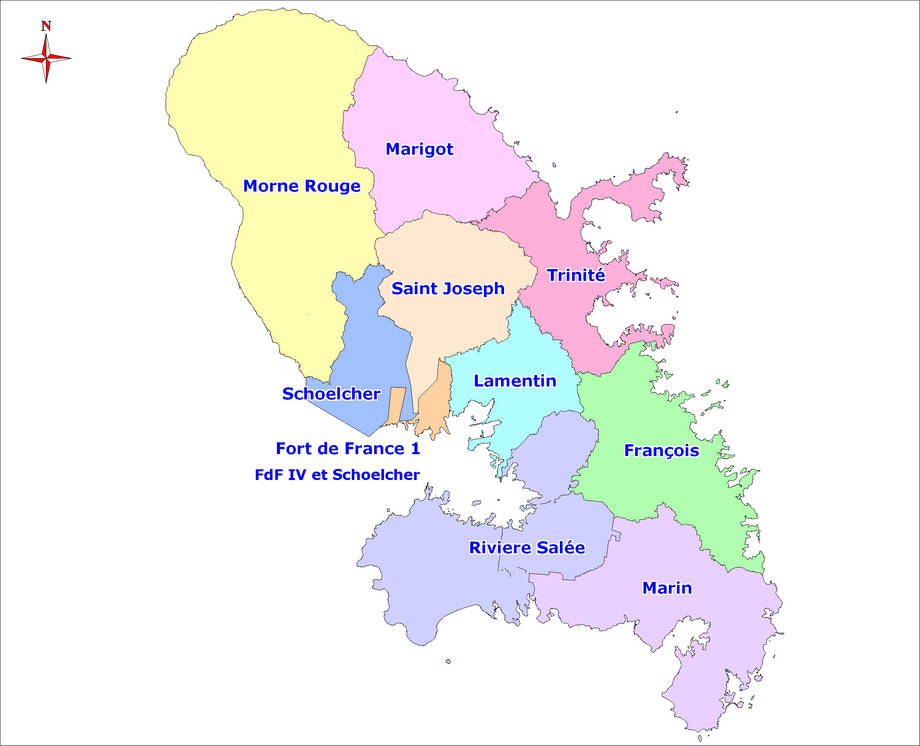 N
Marigot
Morne Rouge
Trinité
Saint Joseph
Lamentin
Schoelcher
Fort de France 1
François
FdF IV et Schoelcher
Riviere Salée
Marin